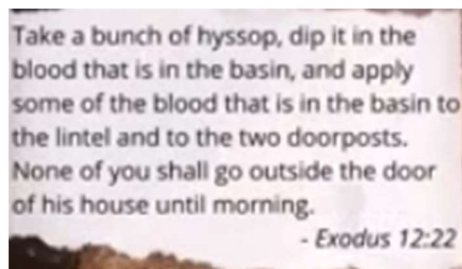 Take a bunch of hyssop, dip it in the
blood that is in the basin, and apply
some of the blood that is in the basin to
the lintel and to the two doorposts.
None of you shall go outside the door
of his house until morning.
- Exodus 12:22